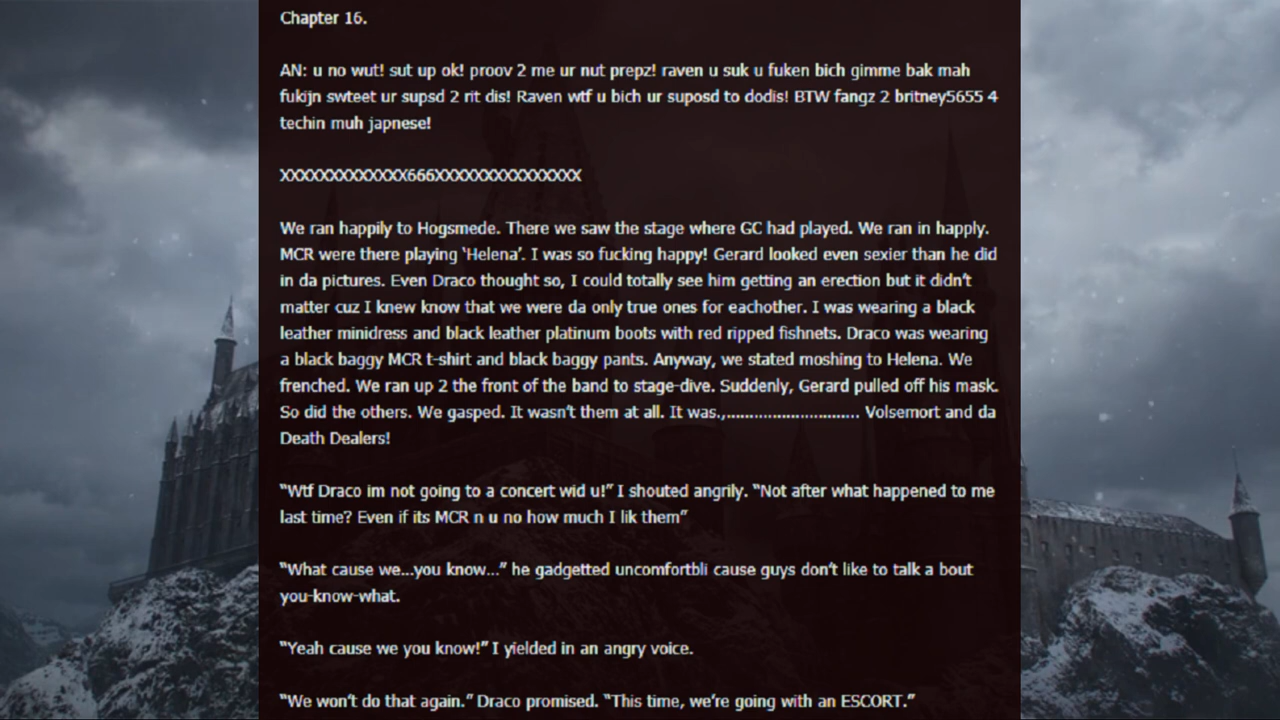 Chapter 16.
AN: u no wut! sut up ok! proov 2 me ur nut prepz! raven u suk u fuken bich gimme bak mah
fukijn swteet ur supsd 2 rit dis! Raven wtf u bich ur suposd to dodis! BTW fangz 2 britney5655 4
techin muh japnese!
XXXXXXXXXXXXX666XXXXXXXXXXXXXXX
We ran happily to Hogsmede. There we saw the stage where GC had played. We ran in happly.
MCR were there playing ‘Helena’. I was so fucking happy! Gerard looked even sexier than he did
in da pictures. Even Draco thought so, I could totally see him getting an erection but it didn’t
matter cuz I knew know that we were da only true ones for eachother. I was wearing a black
leather minidress and black leather platinum boots with red ripped fishnets. Draco was wearing
a black baggy MCR t-shirt and black baggy pants. Anyway, we stated moshing to Helena. We
frenched. We ran up 2 the front of the band to stage-dive. Suddenly, Gerard pulled off his mask.
So did the others. We gasped. It wasn’t them at all. It was.,.............................. Volsemort and da
Death Dealers!
“Wtf Draco im not going to a concert wid u!” I shouted angrily. “Not after what happened to me
last time? Even if its MCR n u no how much I lik them”
“What cause we…you know…” he gadgetted uncomfortbli cause guys don’t like to talk a bout
you-know-what.
“Yeah cause we you know!” I yielded in an angry voice.
“We won’t do that again.” Draco promised. “This time, we’re going with an ESCORT.”